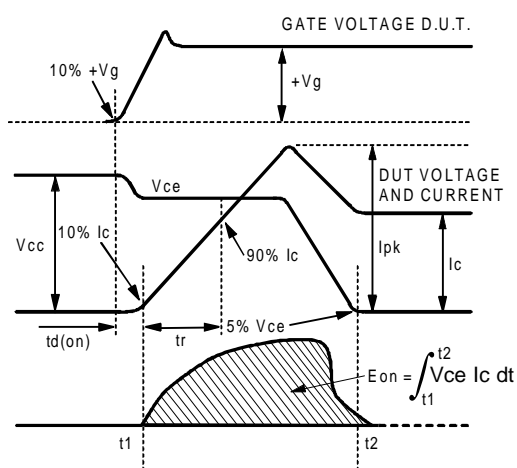 GATE VOLTAGE D.U.T.
10% +Vg
+Vg
DUT VOLTAGE
AND CURRENT
Vce
Vcc
10% Ic
90% Ic
Ipk
Ic
5% Vce
td(on)
tr
Eon = ∫ Vce Ic dt
t2
t1
t1
t2